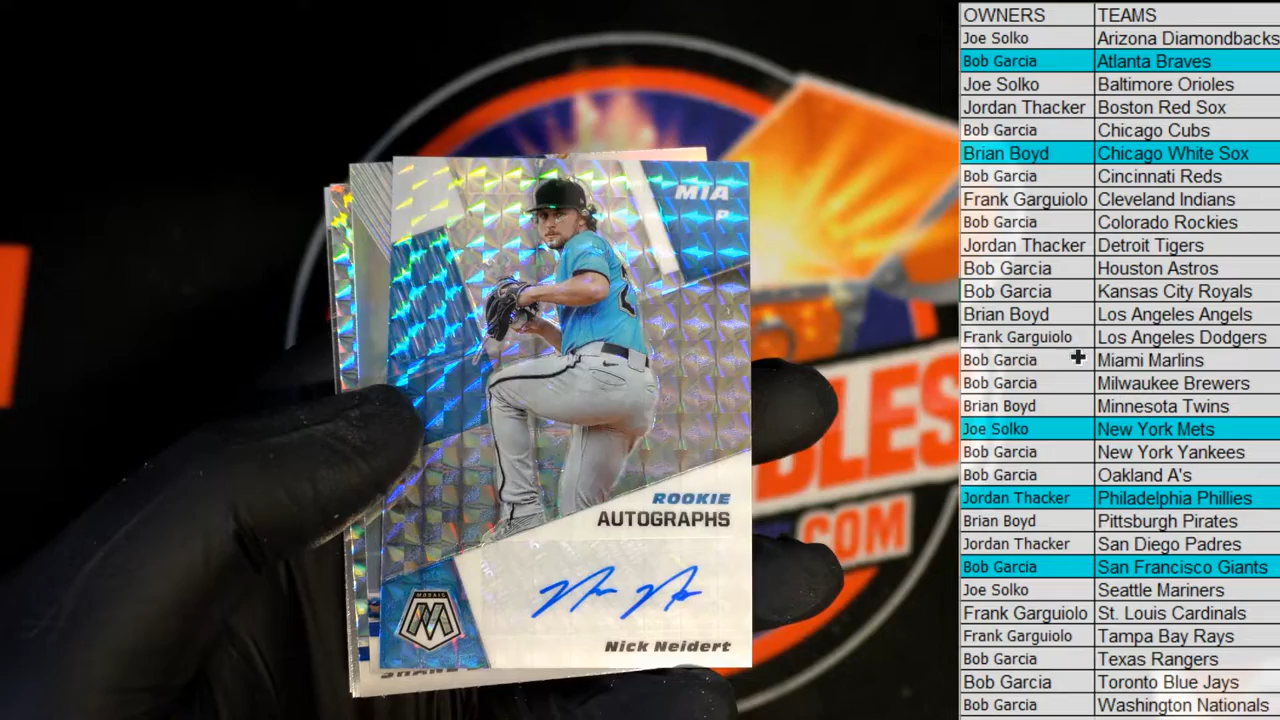 MIA
P
ROOKIE
AUTOGRAPHS
MOSAIC
M
Nick Neidert
.COM
OWNERS TEAMS
Joe Solko Arizona Diamondbacks
Bob Garcia Atlanta Braves
Joe Solko Baltimore Orioles
Jordan Thacker Boston Red Sox
Bob Garcia Chicago Cubs
Brian Boyd Chicago White Sox
Bob Garcia Cincinnati Reds
Frank Garguiolo Cleveland Indians
Bob Garcia Colorado Rockies
Jordan Thacker Detroit Tigers
Bob Garcia Houston Astros
Bob Garcia Kansas City Royals
Brian Boyd Los Angeles Angels
Frank Garguiolo Los Angeles Dodgers
Bob Garcia Miami Marlins
Bob Garcia Milwaukee Brewers
Brian Boyd Minnesota Twins
Joe Solko New York Mets
Bob Garcia New York Yankees
Bob Garcia Oakland A's
Jordan Thacker Philadelphia Phillies
Brian Boyd Pittsburgh Pirates
Jordan Thacker San Diego Padres
Bob Garcia San Francisco Giants
Joe Solko Seattle Mariners
Frank Garguiolo St. Louis Cardinals
Frank Garguiolo Tampa Bay Rays
Bob Garcia Texas Rangers
Bob Garcia Toronto Blue Jays
Bob Garcia Washington Nationals